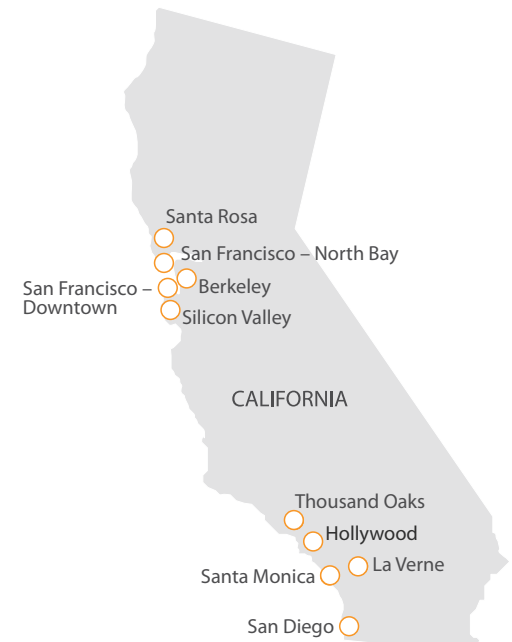 Santa Rosa
San Francisco – North Bay
San Francisco –
Downtown
Berkeley
Silicon Valley
CALIFORNIA
Thousand Oaks
Hollywood
La Verne
Santa Monica
San Diego